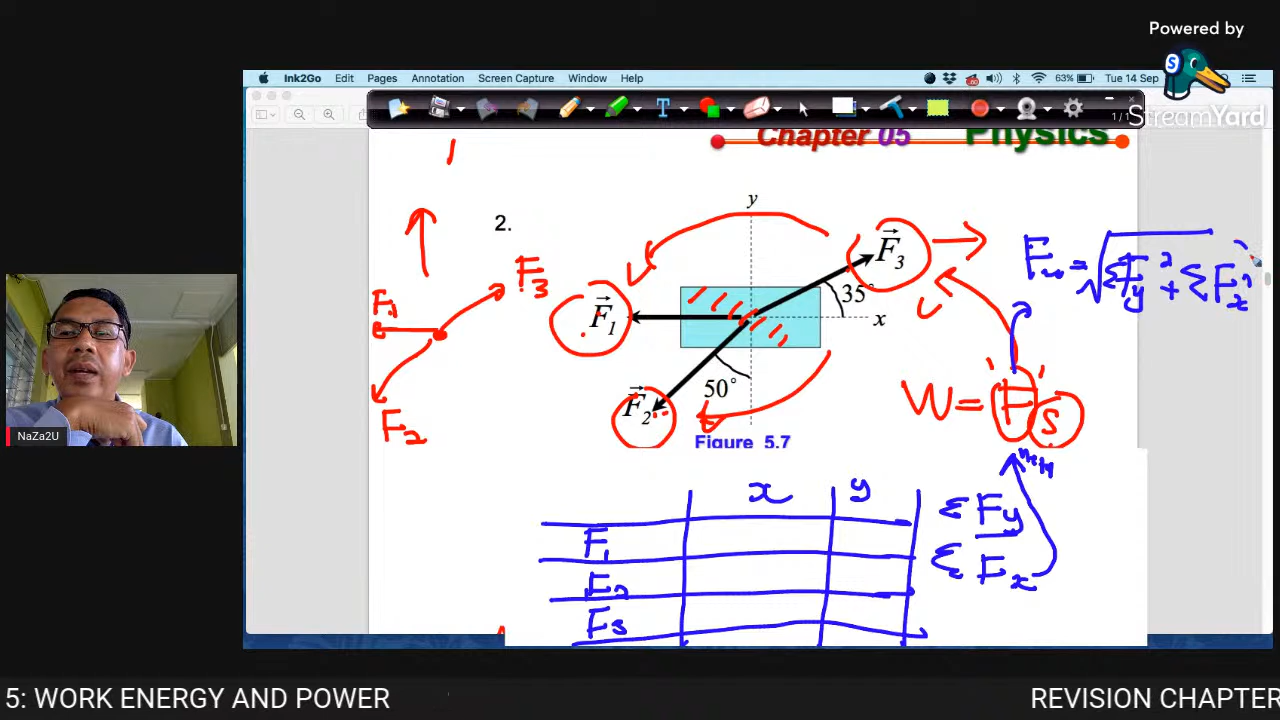 Powered by
StreamYard
Ink2Go Edit Pages Annotation Screen Capture Window Help
63% Tue 14 Sep
1/1
Chapter 05 Physics
2.
y
F3
35°
x
F1
50°
F2
Figure 5.7
F3
F1
F2
W = F s
x y
F1
F2
F3
ΣFy
ΣFx
NaZa2U
5: WORK ENERGY AND POWER
REVISION CHAPTER